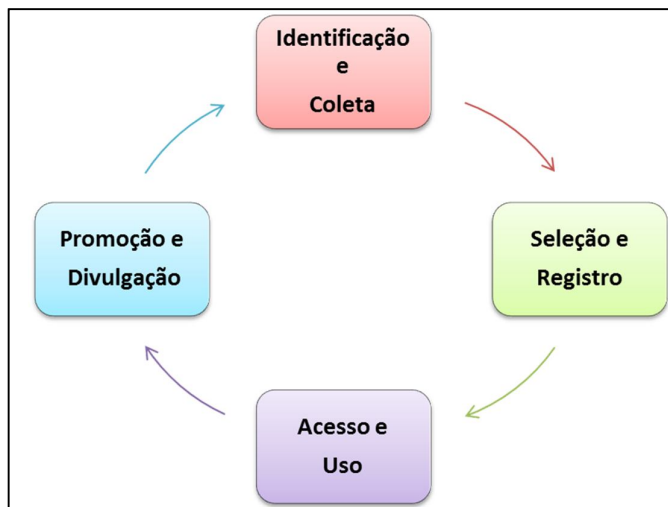 Identificação
e
Coleta
Promoção e
Divulgação
Seleção e
Registro
Acesso e
Uso